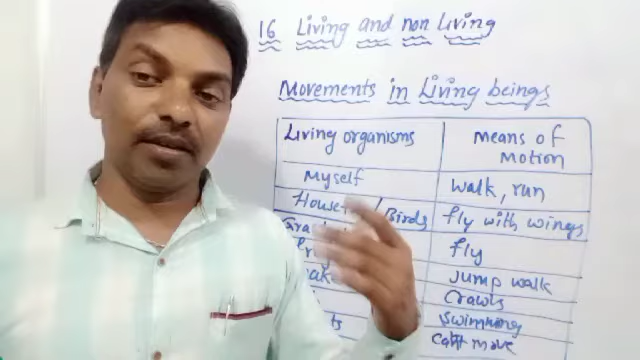 16 Living and non Living
Movements in Living beings
Living organisms
Means of
Motion
Myself
walk, run
/ Birds
fly with wings
fly
Jump walk
Crawls
Swimming
Can't move